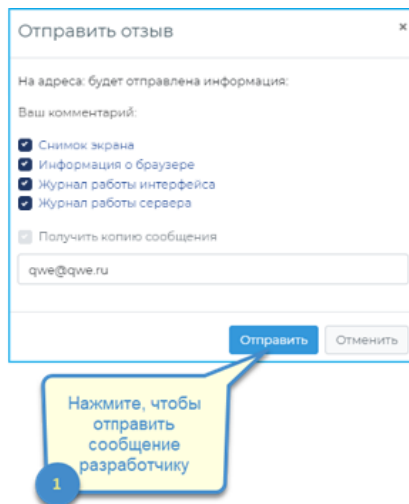 Отправить отзыв
×
На адреса: будет отправлена информация:
Ваш комментарий:
Снимок экрана
Информация о браузере
Журнал работы интерфейса
Журнал работы сервера
Получить копию сообщения
qwe@qwe.ru
Отправить Отменить
Нажмите, чтобы
отправить
сообщение
разработчику
1